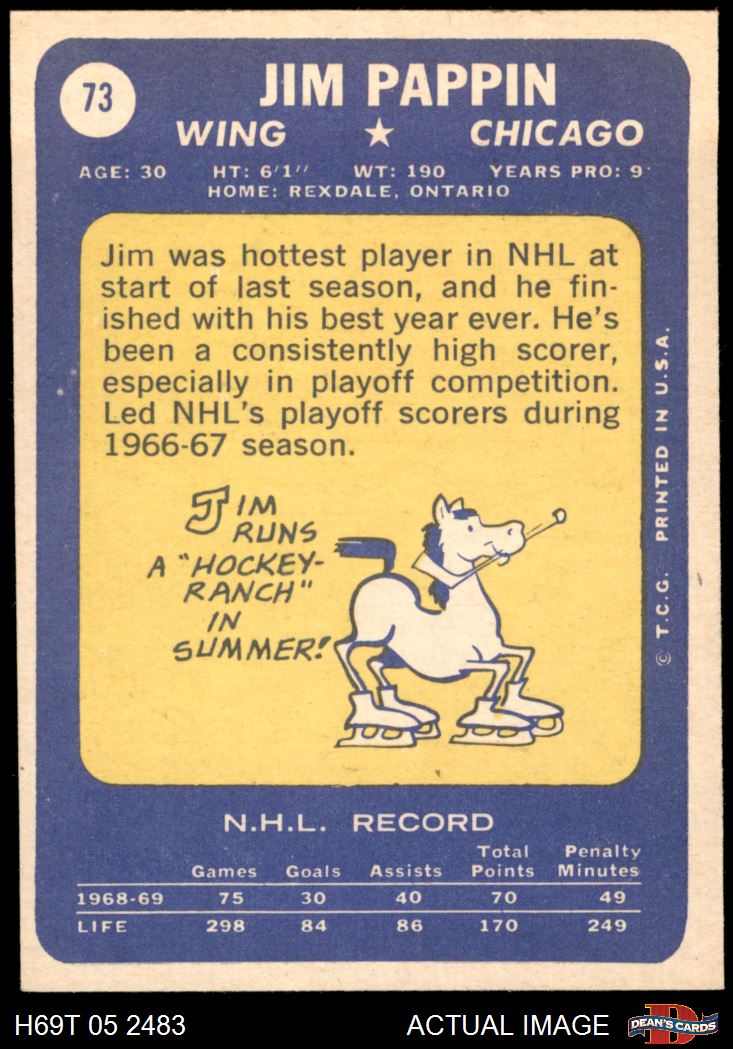 73
JIM PAPPIN
WING ★ CHICAGO
AGE: 30 HT: 6'1" WT: 190 YEARS PRO: 9
HOME: REXDALE, ONTARIO
Jim was hottest player in NHL at
start of last season, and he fin-
ished with his best year ever. He's
been a consistently high scorer,
especially in playoff competition.
Led NHL's playoff scorers during
1966-67 season.
JIM
RUNS
A "HOCKEY-
RANCH"
IN
SUMMER!
© T.C.G. PRINTED IN U.S.A.
N.H.L. RECORD
Games Goals Assists Total Points Penalty Minutes
1968-69 75 30 40 70 49
LIFE 298 84 86 170 249
H69T 05 2483 ACTUAL IMAGE
D
DEAN'S CARDS